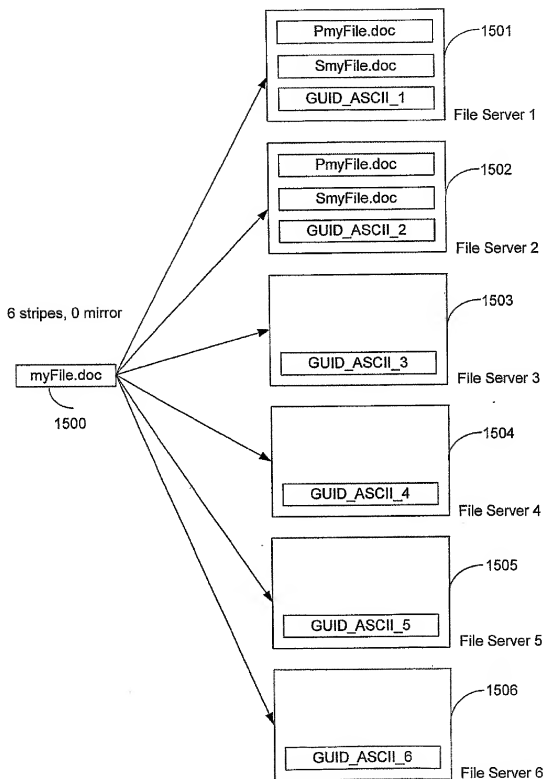 PmyFile.doc
SmyFile.doc
GUID_ASCII_1
1501
File Server 1
PmyFile.doc
SmyFile.doc
GUID_ASCII_2
1502
File Server 2
6 stripes, 0 mirror
myFile.doc
1500
GUID_ASCII_3
1503
File Server 3
GUID_ASCII_4
1504
File Server 4
GUID_ASCII_5
1505
File Server 5
GUID_ASCII_6
1506
File Server 6